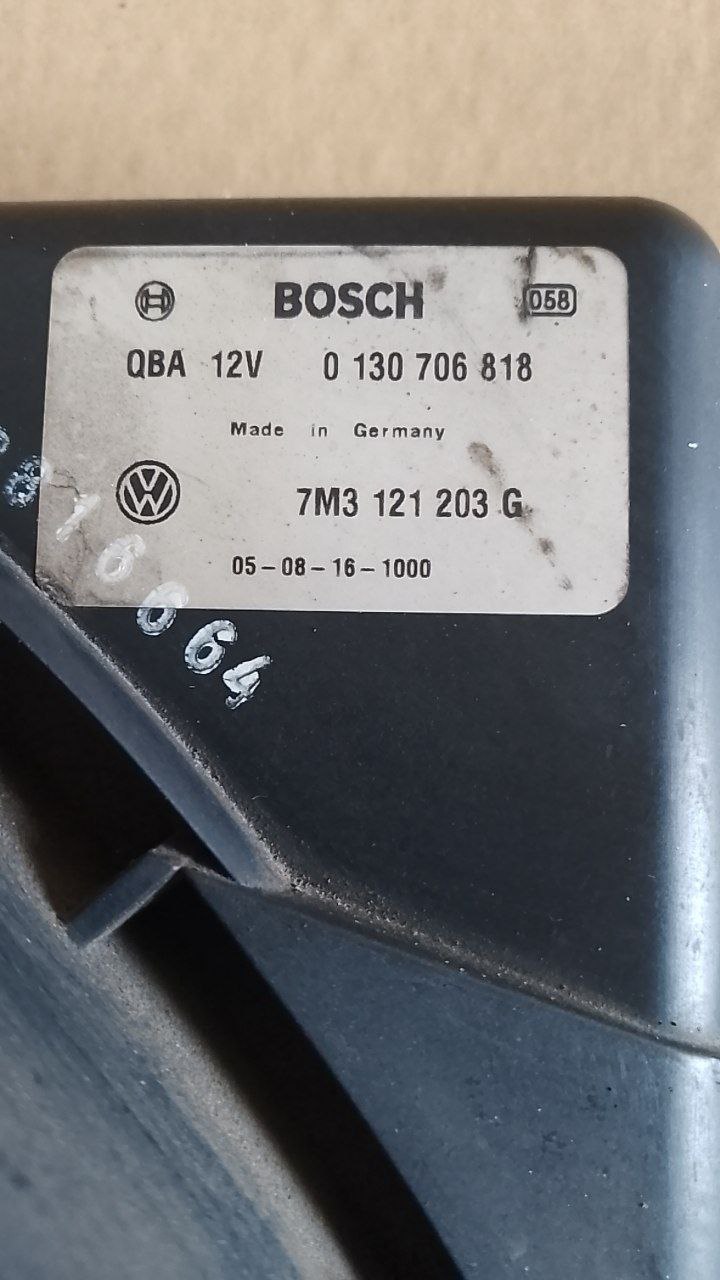 BOSCH 058
QBA 12V 0 130 706 818
Made in Germany
7M3 121 203 G
05-08-16-1000